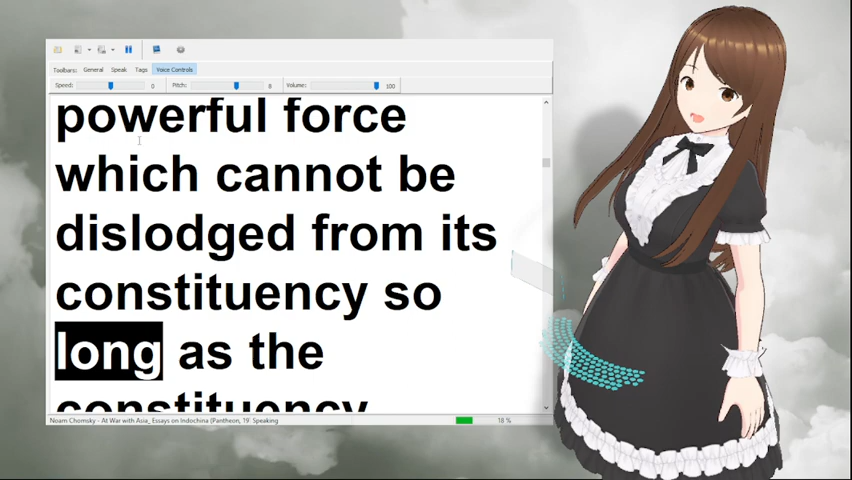 Toolbars: General Speak Tags Voice Controls
Speed: 0 Pitch: 8 Volume: 100
powerful force
which cannot be
dislodged from its
constituency so
long as the
constituency
Noam Chomsky - At War with Asia_ Essays on Indochina (Pantheon, 19 Speaking 18 %